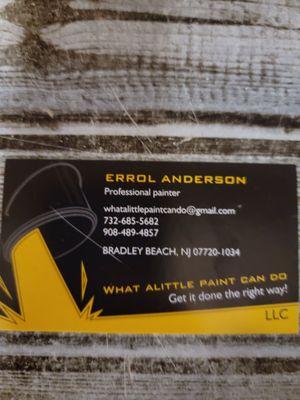 ERROL ANDERSON
Professional painter
whatalittlepaintcando@gmail.com
732-685-5682
908-489-4857
BRADLEY BEACH, NJ 07720-1034
WHAT ALITTLE PAINT CAN DO
Get it done the right way!
LLC